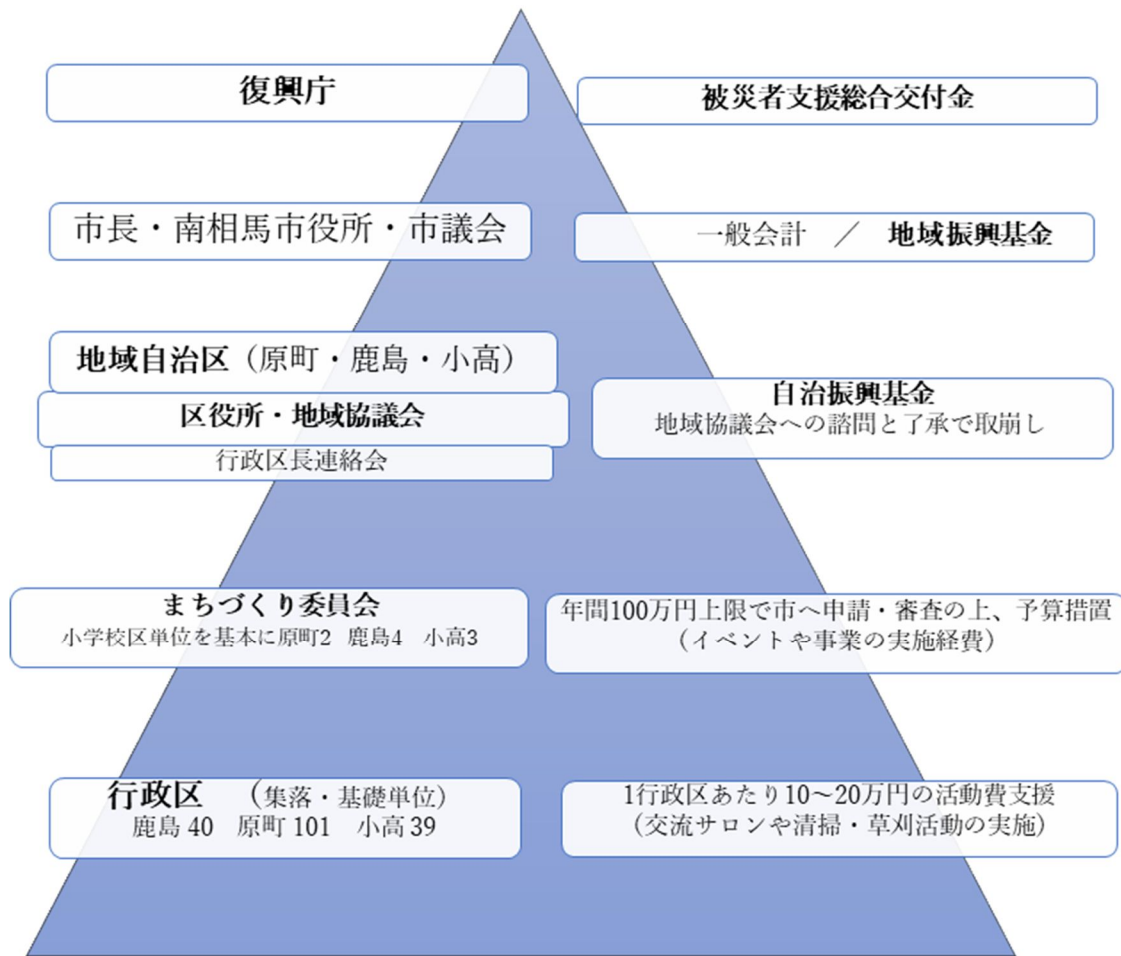 復興庁
被災者支援総合交付金
市長・南相馬市役所・市議会
一般会計 ／ 地域振興基金
地域自治区（原町・鹿島・小高）
区役所・地域協議会
行政区長連絡会
自治振興基金
地域協議会への諮問と了承で取崩し
まちづくり委員会
小学校区単位を基本に原町2 鹿島4 小高3
年間100万円上限で市へ申請・審査の上、予算措置
（イベントや事業の実施経費）
行政区 （集落・基礎単位）
鹿島 40 原町 101 小高 39
1行政区あたり10～20万円の活動費支援
（交流サロンや清掃・草刈活動の実施）